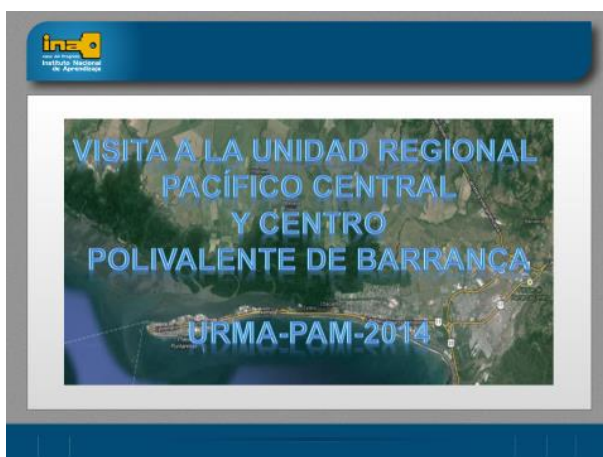 ina
Instituto Nacional
de Aprendizaje
VISITA A LA UNIDAD REGIONAL
PACÍFICO CENTRAL
Y CENTRO
POLIVALENTE DE BARRANCA
URMA-PAM-2014